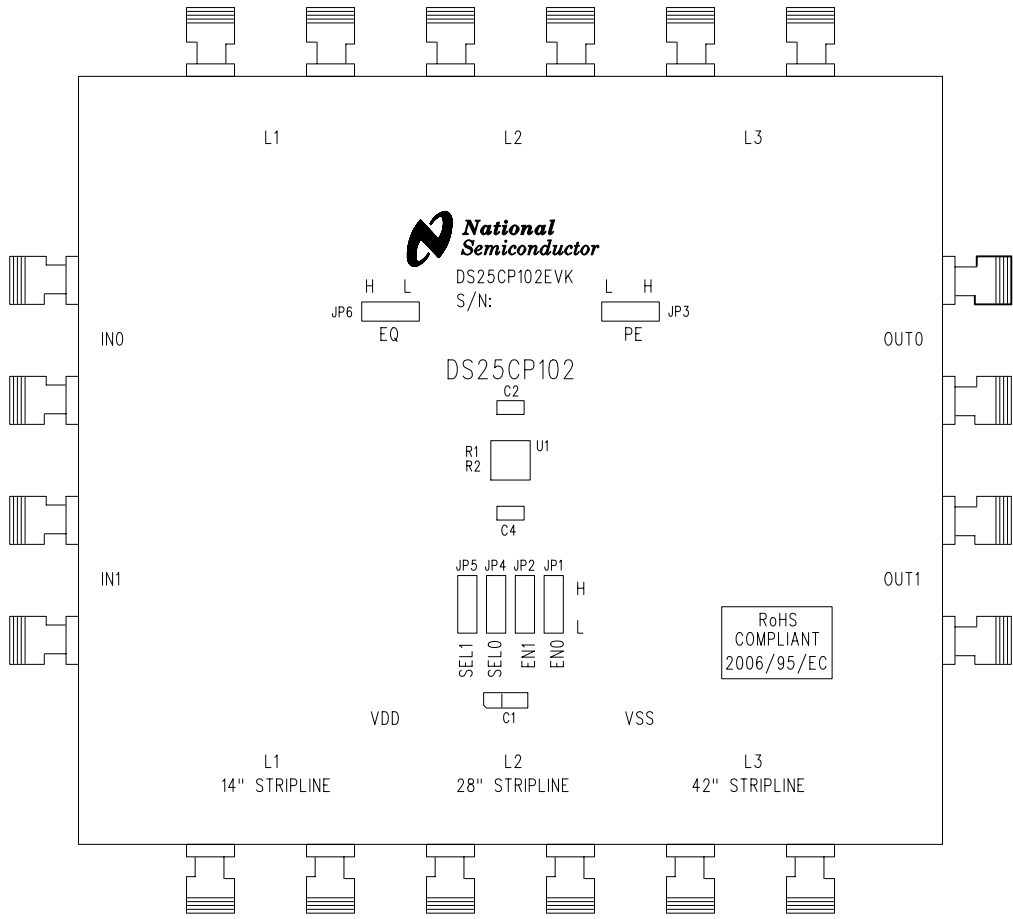 L1
L2
L3
National
Semiconductor
DS25CP102EVK
S/N:
H L
JP6
EQ
L H
JP3
PE
IN0
OUT0
DS25CP102
C2
R1
R2
U1
C4
JP5 JP4 JP2 JP1
H
L
SEL1
SEL0
EN1
EN0
IN1
OUT1
RoHS
COMPLIANT
2006/95/EC
C1
VDD
VSS
L1
14" STRIPLINE
L2
28" STRIPLINE
L3
42" STRIPLINE